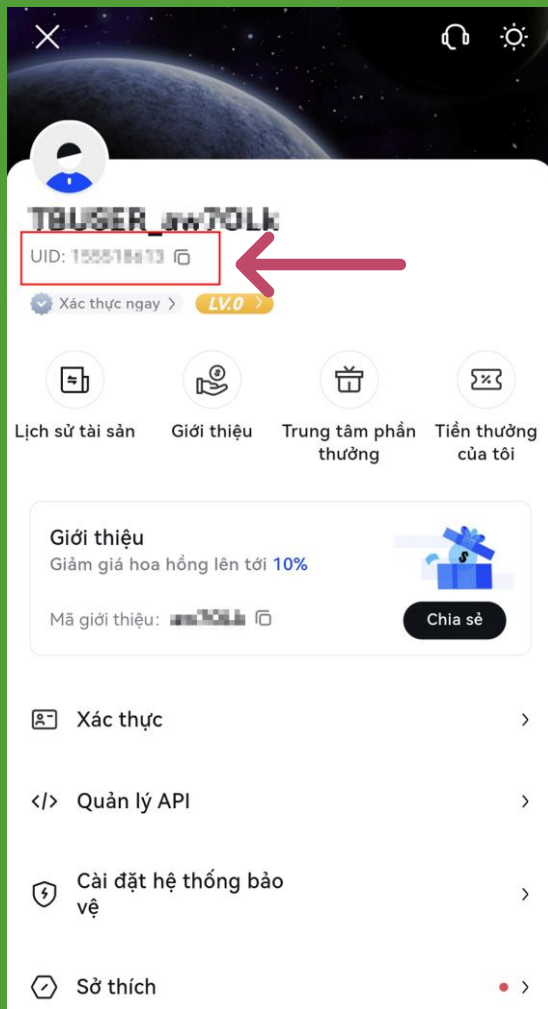 UID:
Xác thực ngay
LV.0
Lịch sử tài sản
Giới thiệu
Trung tâm phần
thưởng
Tiền thưởng
của tôi
Giới thiệu
Giảm giá hoa hồng lên tới 10%
Mã giới thiệu:
Chia sẻ
Xác thực
</> Quản lý API
Cài đặt hệ thống bảo
vệ
Sở thích